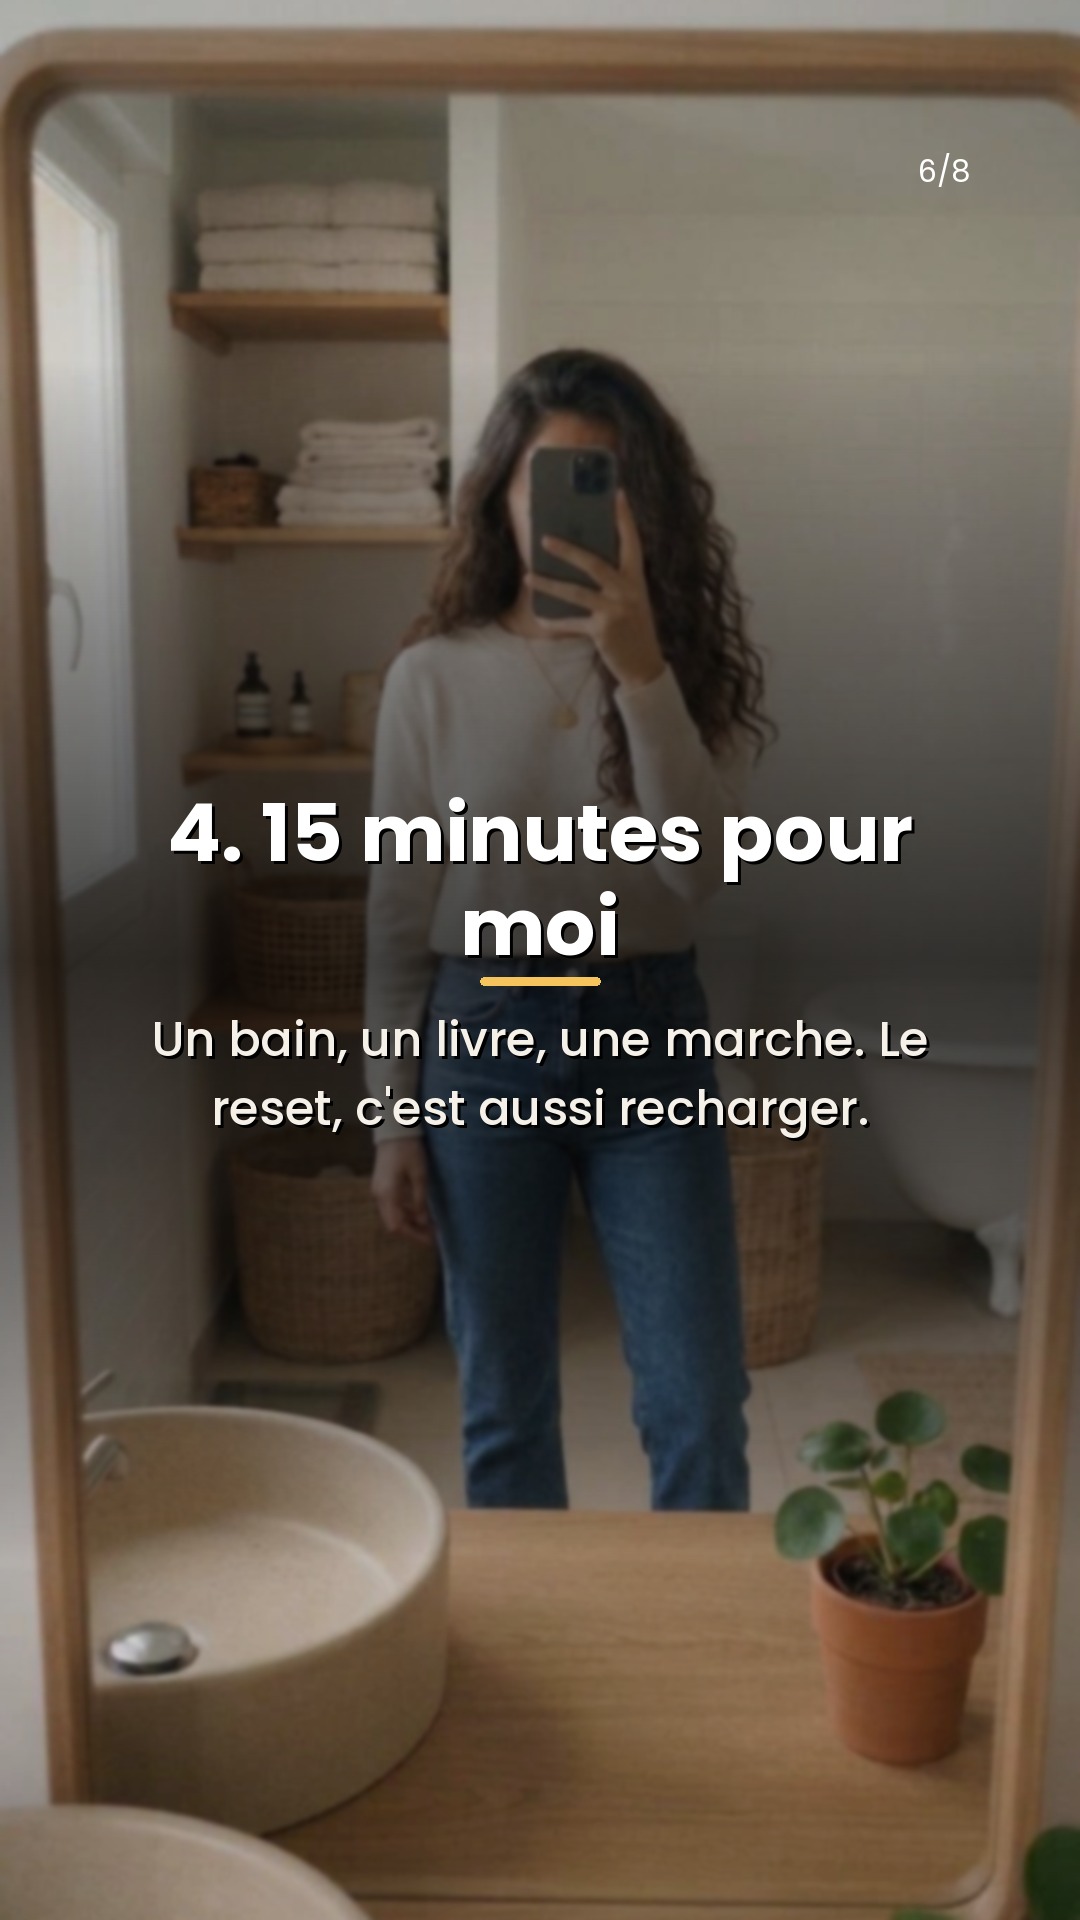 6/8
4. 15 minutes pour
moi
Un bain, un livre, une marche. Le
reset, c'est aussi recharger.